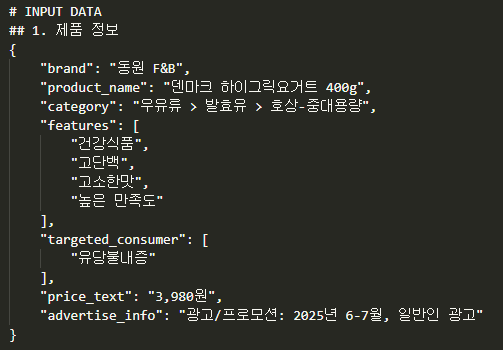 # INPUT DATA
## 1. 제품 정보
{
    "brand": "동원 F&B",
    "product_name": "덴마크 하이그릭요거트 400g",
    "category": "우유류 > 발효유 > 호상-중대용량",
    "features": [
        "건강식품",
        "고단백",
        "고소한맛",
        "높은 만족도"
    ],
    "targeted_consumer": [
        "유당불내증"
    ],
    "price_text": "3,980원",
    "advertise_info": "광고/프로모션: 2025년 6-7월, 일반인 광고"
}